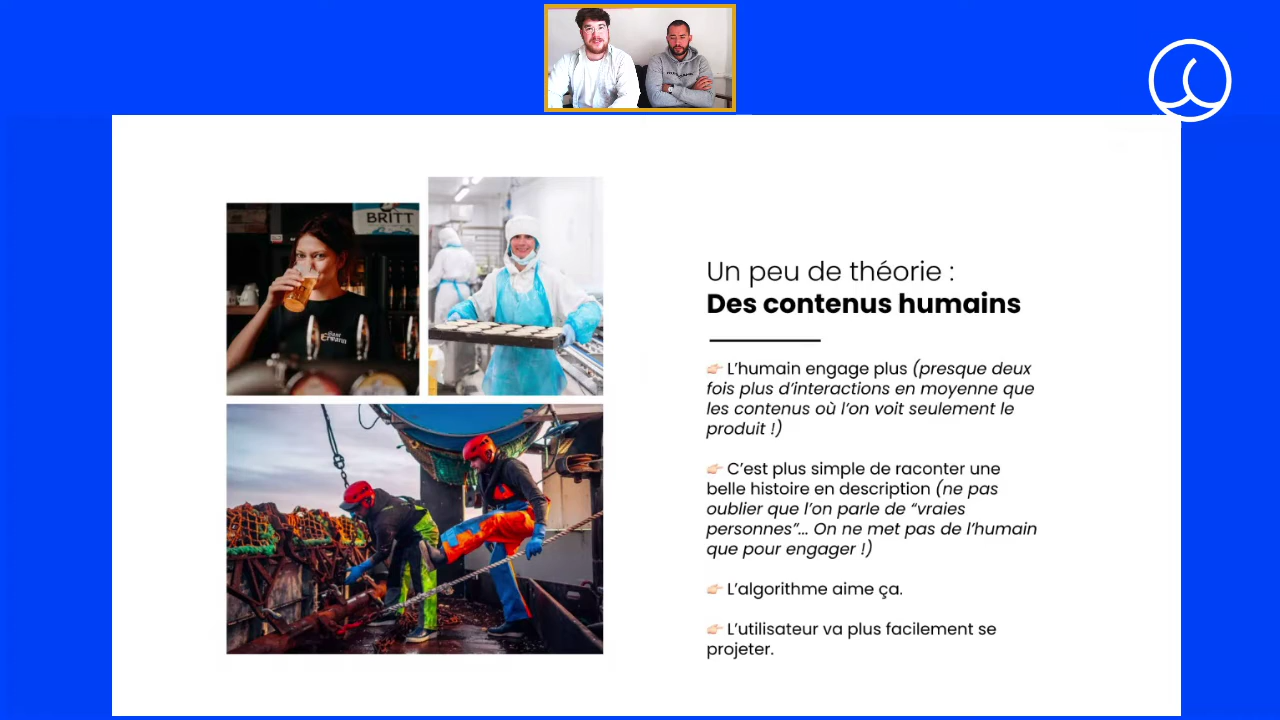 BRITT
Un peu de théorie :
Des contenus humains
👉🏻 L’humain engage plus (presque deux
fois plus d’interactions en moyenne que
les contenus où l’on voit seulement le
produit !)
👉🏻 C’est plus simple de raconter une
belle histoire en description (ne pas
oublier que l’on parle de “vraies
personnes”... On ne met pas de l’humain
que pour engager !)
👉🏻 L’algorithme aime ça.
👉🏻 L’utilisateur va plus facilement se
projeter.